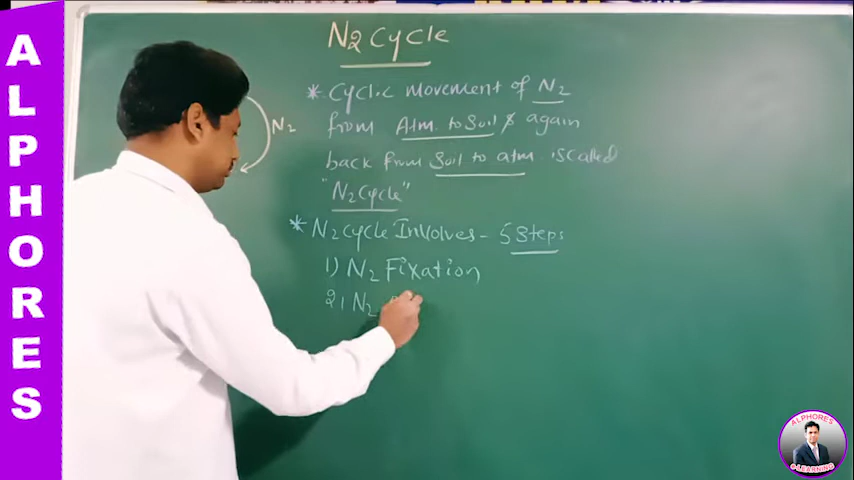 ALPHORES
N2 Cycle
N2
* Cyclic movement of N2
from Atm. to Soil & again
back from Soil to atm. is called
"N2 Cycle"
* N2 cycle Involves - 5 Steps
1) N2 Fixation
2) N2
ALPHORES
e-LEARNING